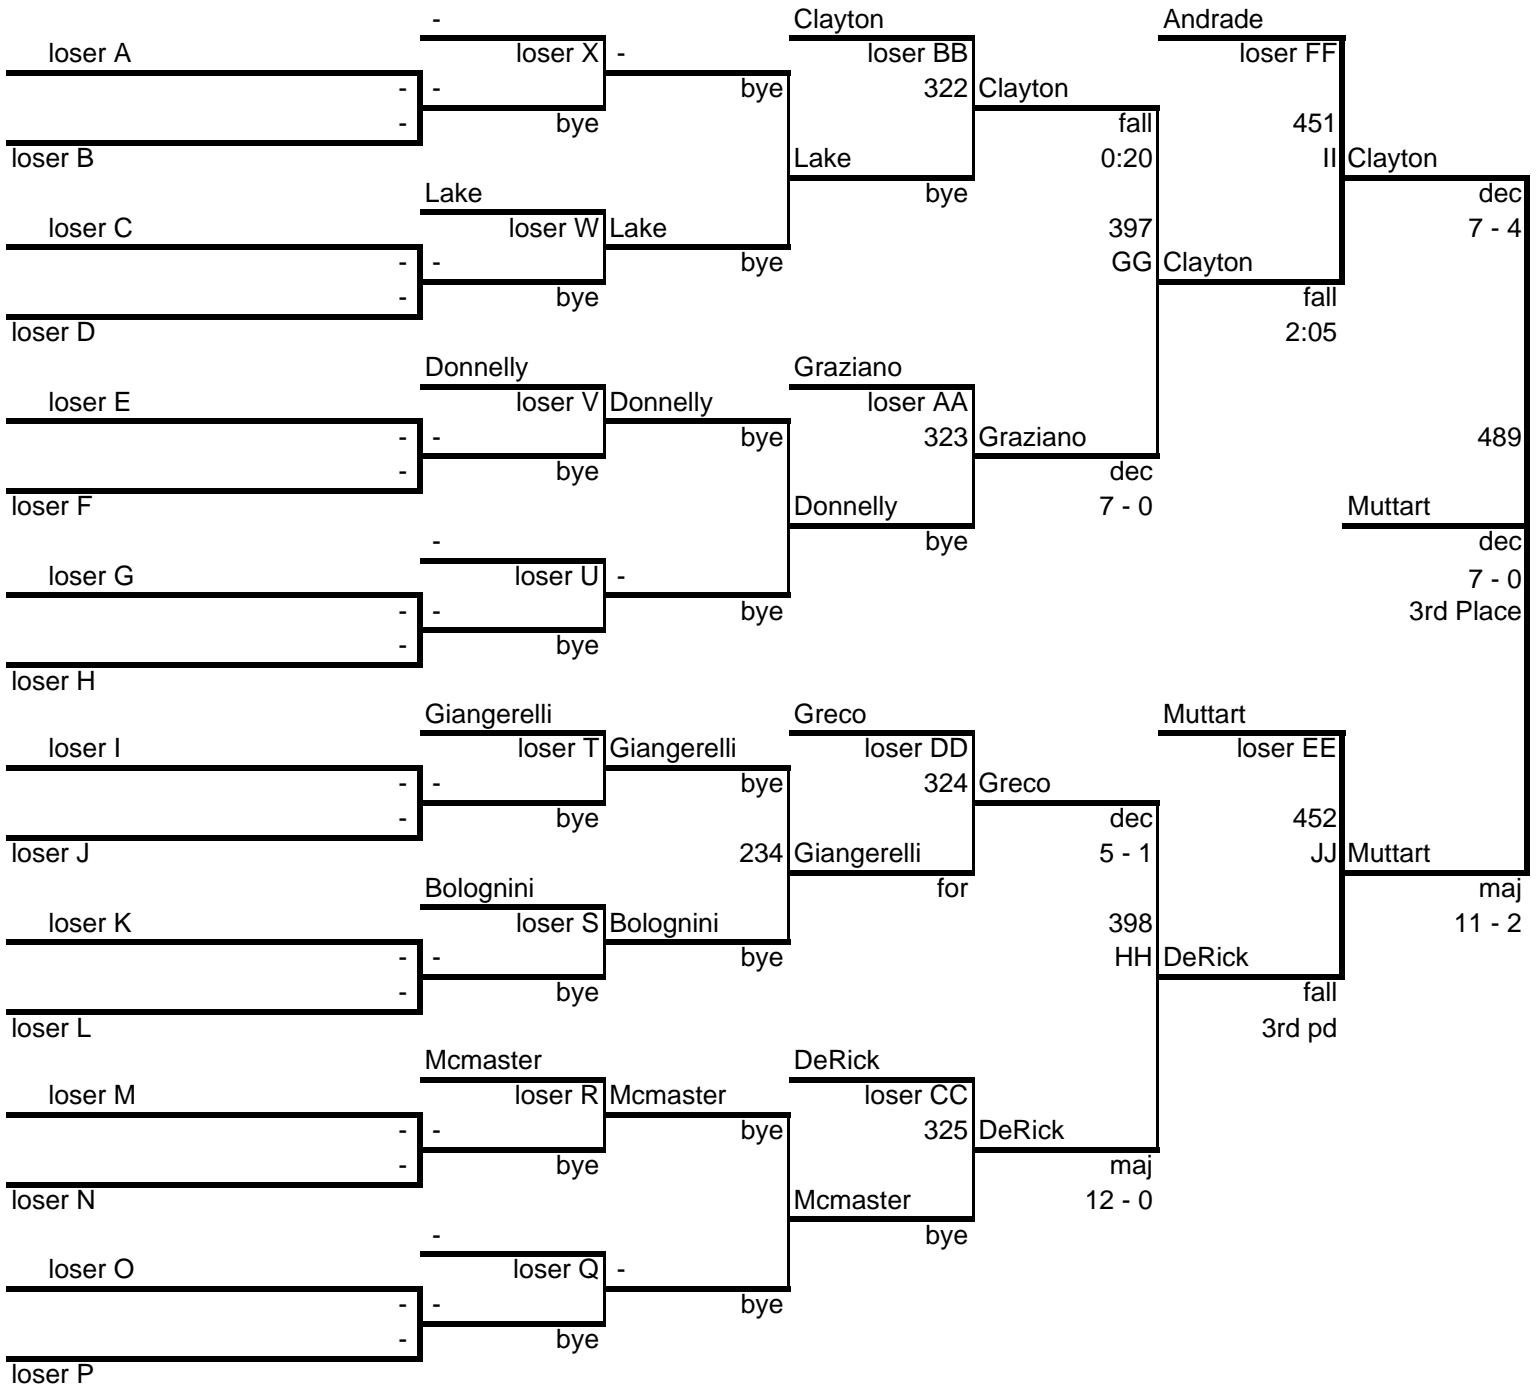 - Clayton Andrade
loser A loser X - loser BB loser FF
- - bye 322 Clayton
- bye fall 451
loser B Lake 0:20 II Clayton
Lake bye dec
loser C loser W Lake 397 7 - 4
- - bye GG Clayton
- bye fall
loser D 2:05
Donnelly Graziano
loser E loser V Donnelly loser AA
- - bye 323 Graziano 489
- bye dec
loser F Donnelly 7 - 0 Muttart
- bye dec
loser G loser U - 7 - 0
- - bye 3rd Place
- bye
loser H
Giangerelli Greco Muttart
loser I loser T Giangerelli loser DD loser EE
- - bye 324 Greco
- bye dec 452
loser J 234 Giangerelli 5 - 1 JJ Muttart
Bolognini for maj
loser K loser S Bolognini 398 11 - 2
- - bye HH DeRick
- bye fall
loser L 3rd pd
Mcmaster DeRick
loser M loser R Mcmaster loser CC
- - bye 325 DeRick
- bye maj
loser N Mcmaster 12 - 0
- bye
loser O loser Q -
- - bye
- bye
loser P